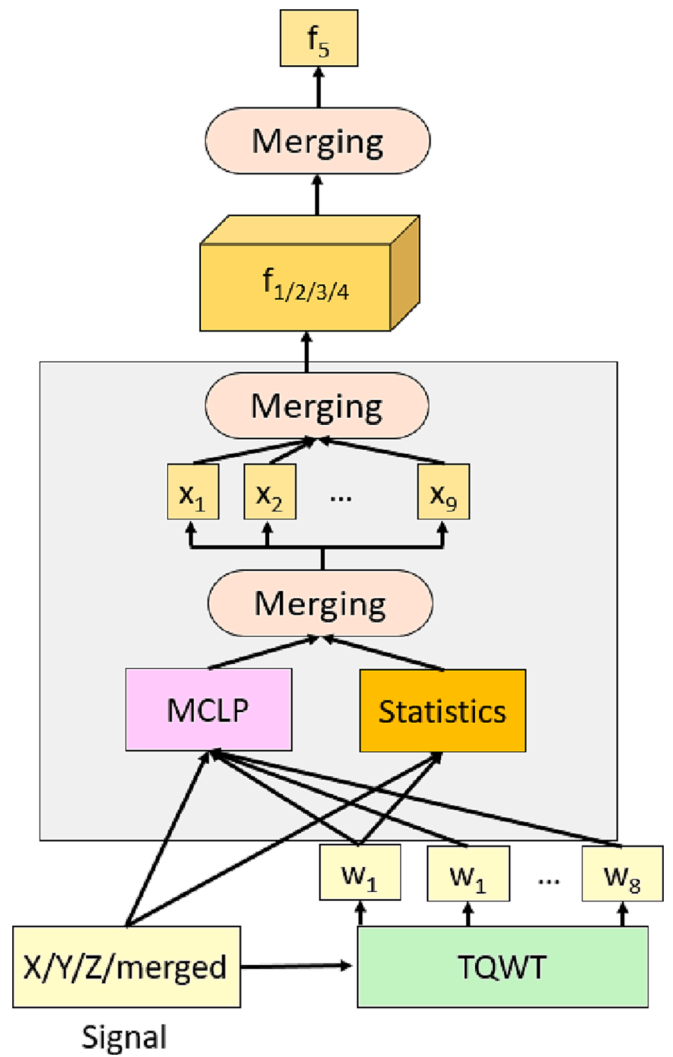 f5
Merging
f1/2/3/4
Merging
x1 x2 ... x9
Merging
MCLP Statistics
w1 w1 ... w8
X/Y/Z/merged TQWT
Signal